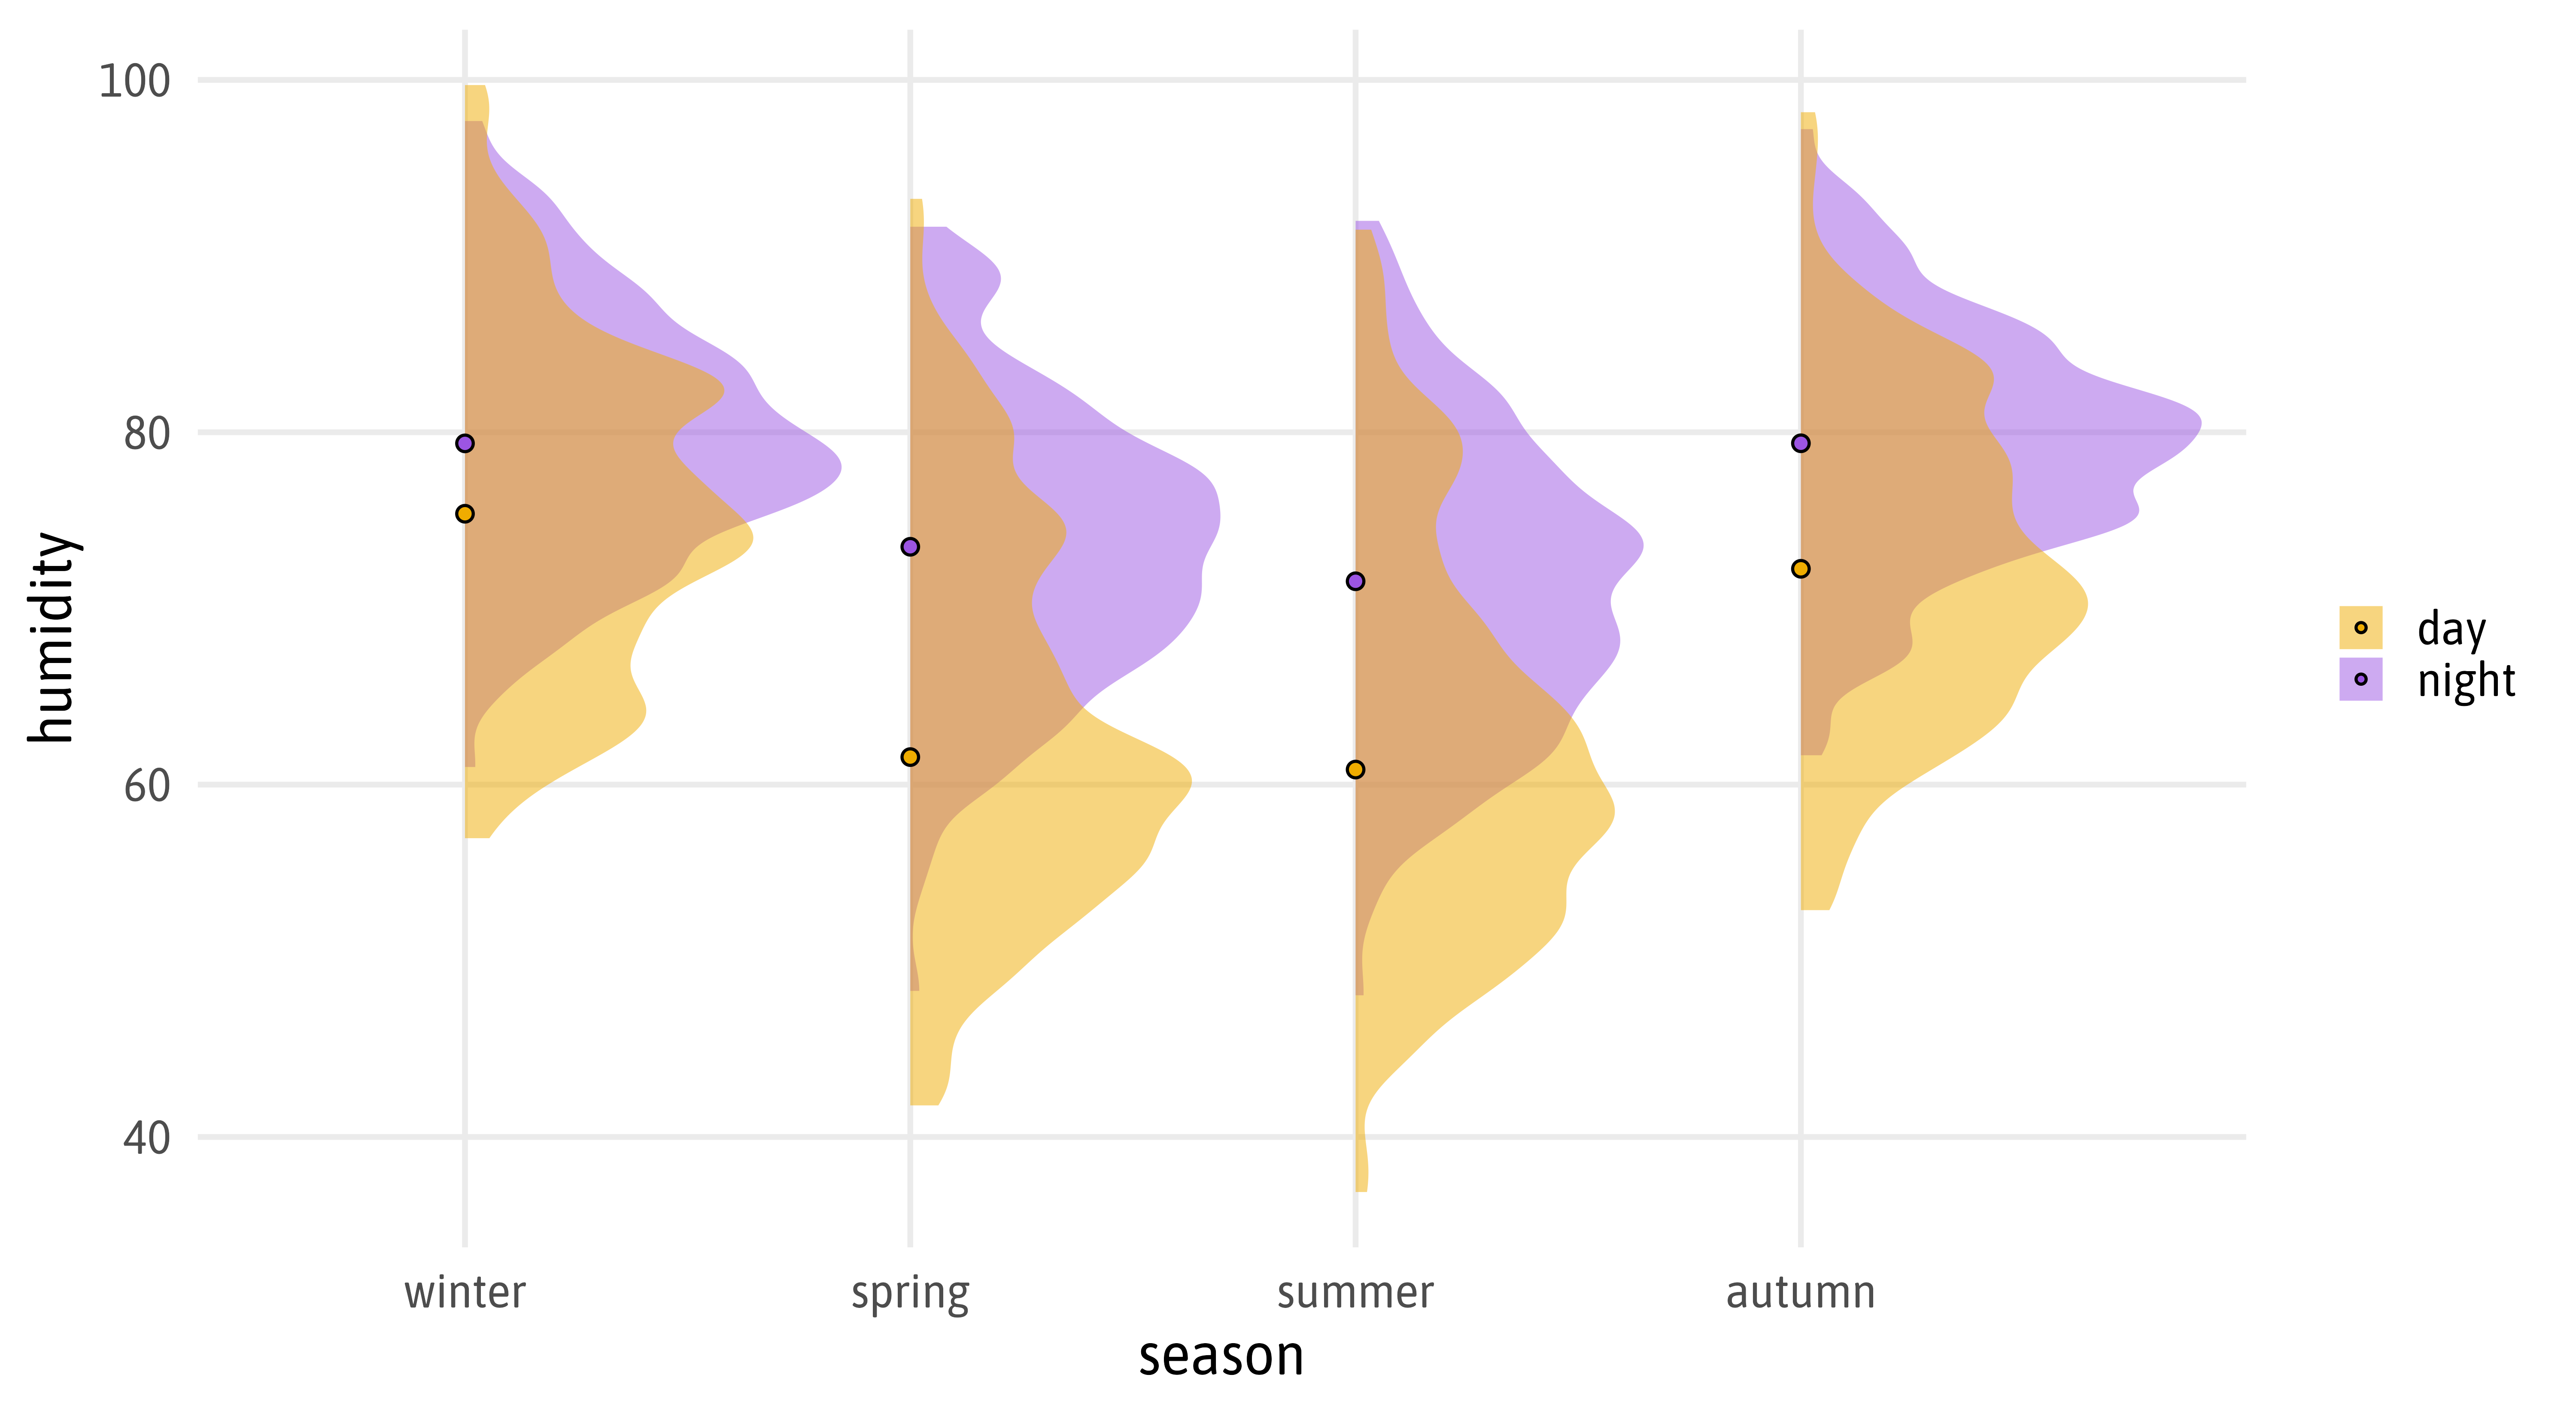 100
80
60
40
humidity
winter
spring
summer
autumn
season
day
night